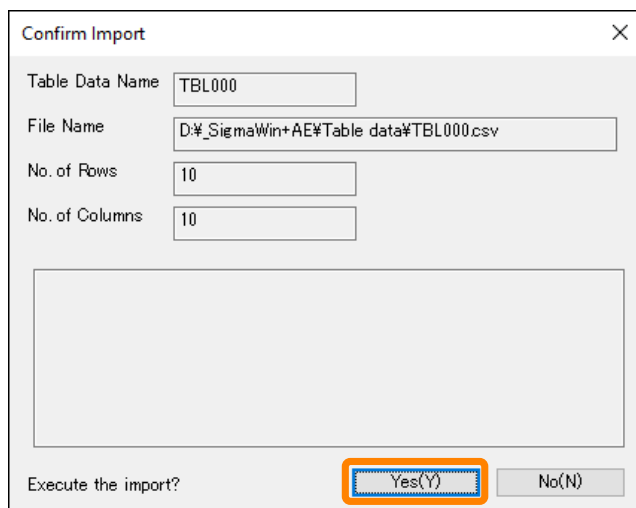 Confirm Import
Table Data Name TBL000
File Name D:¥_SigmaWin+AE¥Table data¥TBL000.csv
No. of Rows 10
No. of Columns 10
Execute the import? Yes(Y) No(N)